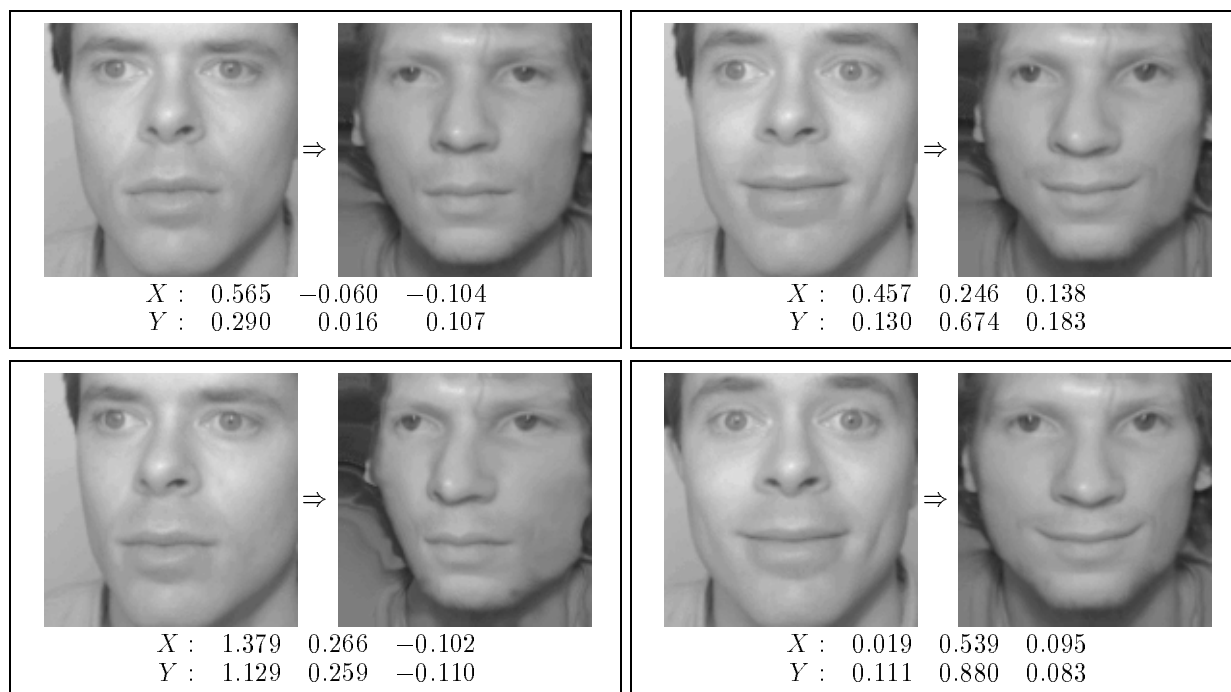 ⇒
X : 0.565 −0.060 −0.104
Y : 0.290 0.016 0.107
⇒
X : 0.457 0.246 0.138
Y : 0.130 0.674 0.183
⇒
X : 1.379 0.266 −0.102
Y : 1.129 0.259 −0.110
⇒
X : 0.019 0.539 0.095
Y : 0.111 0.880 0.083